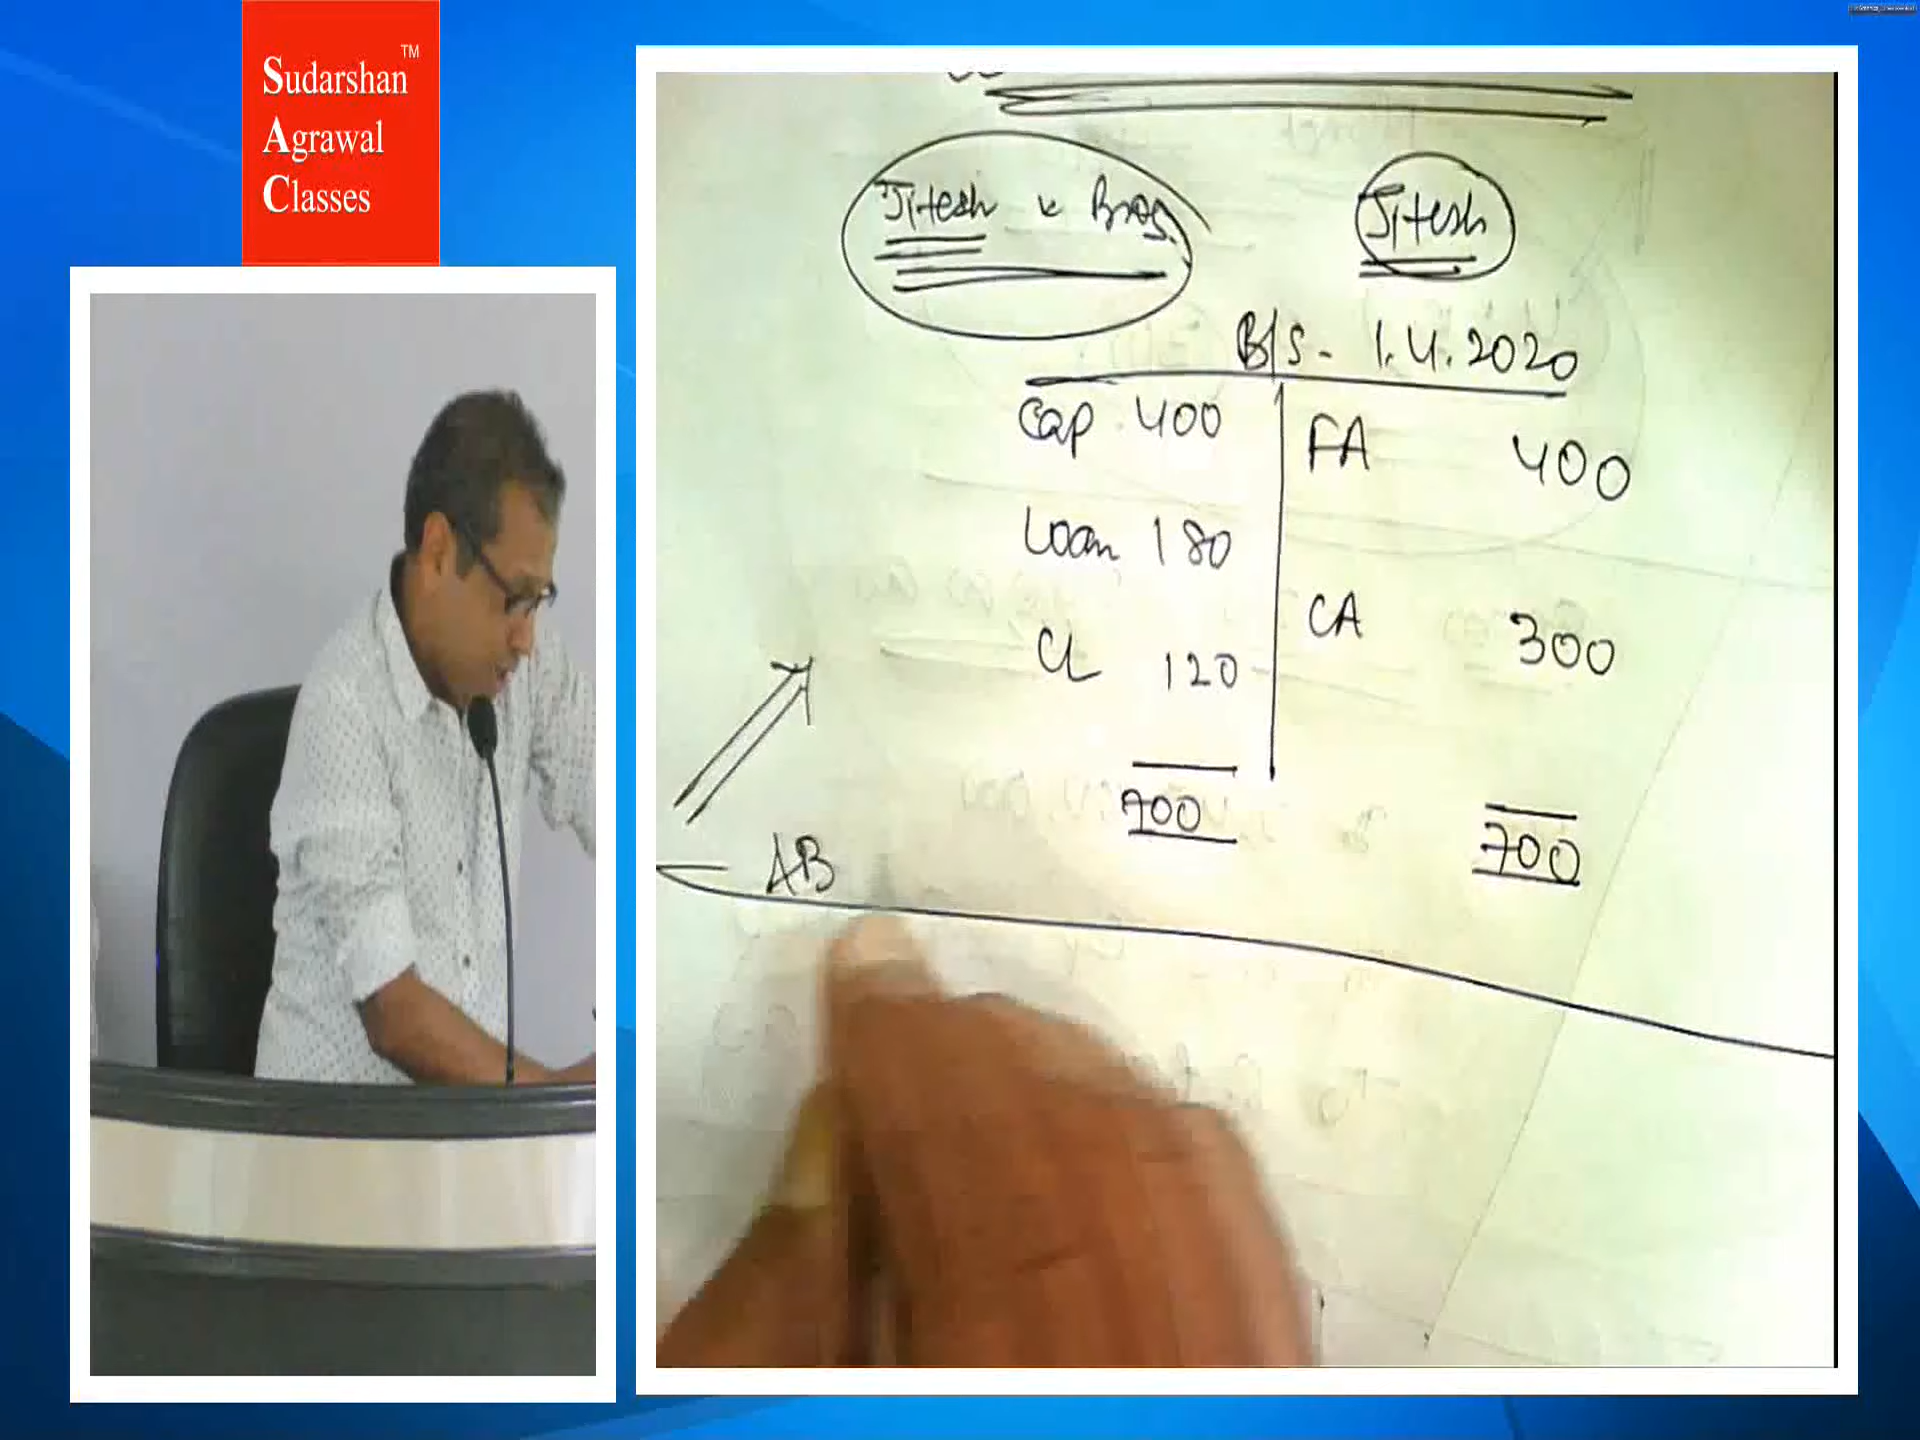 Sudarshan™
Agrawal
Classes
Jitesh & Bros.
Jitesh
B/S - 1.4.2020
Cap. 400 FA 400
Loan 180
CA 300
CL 120
700 700
AB